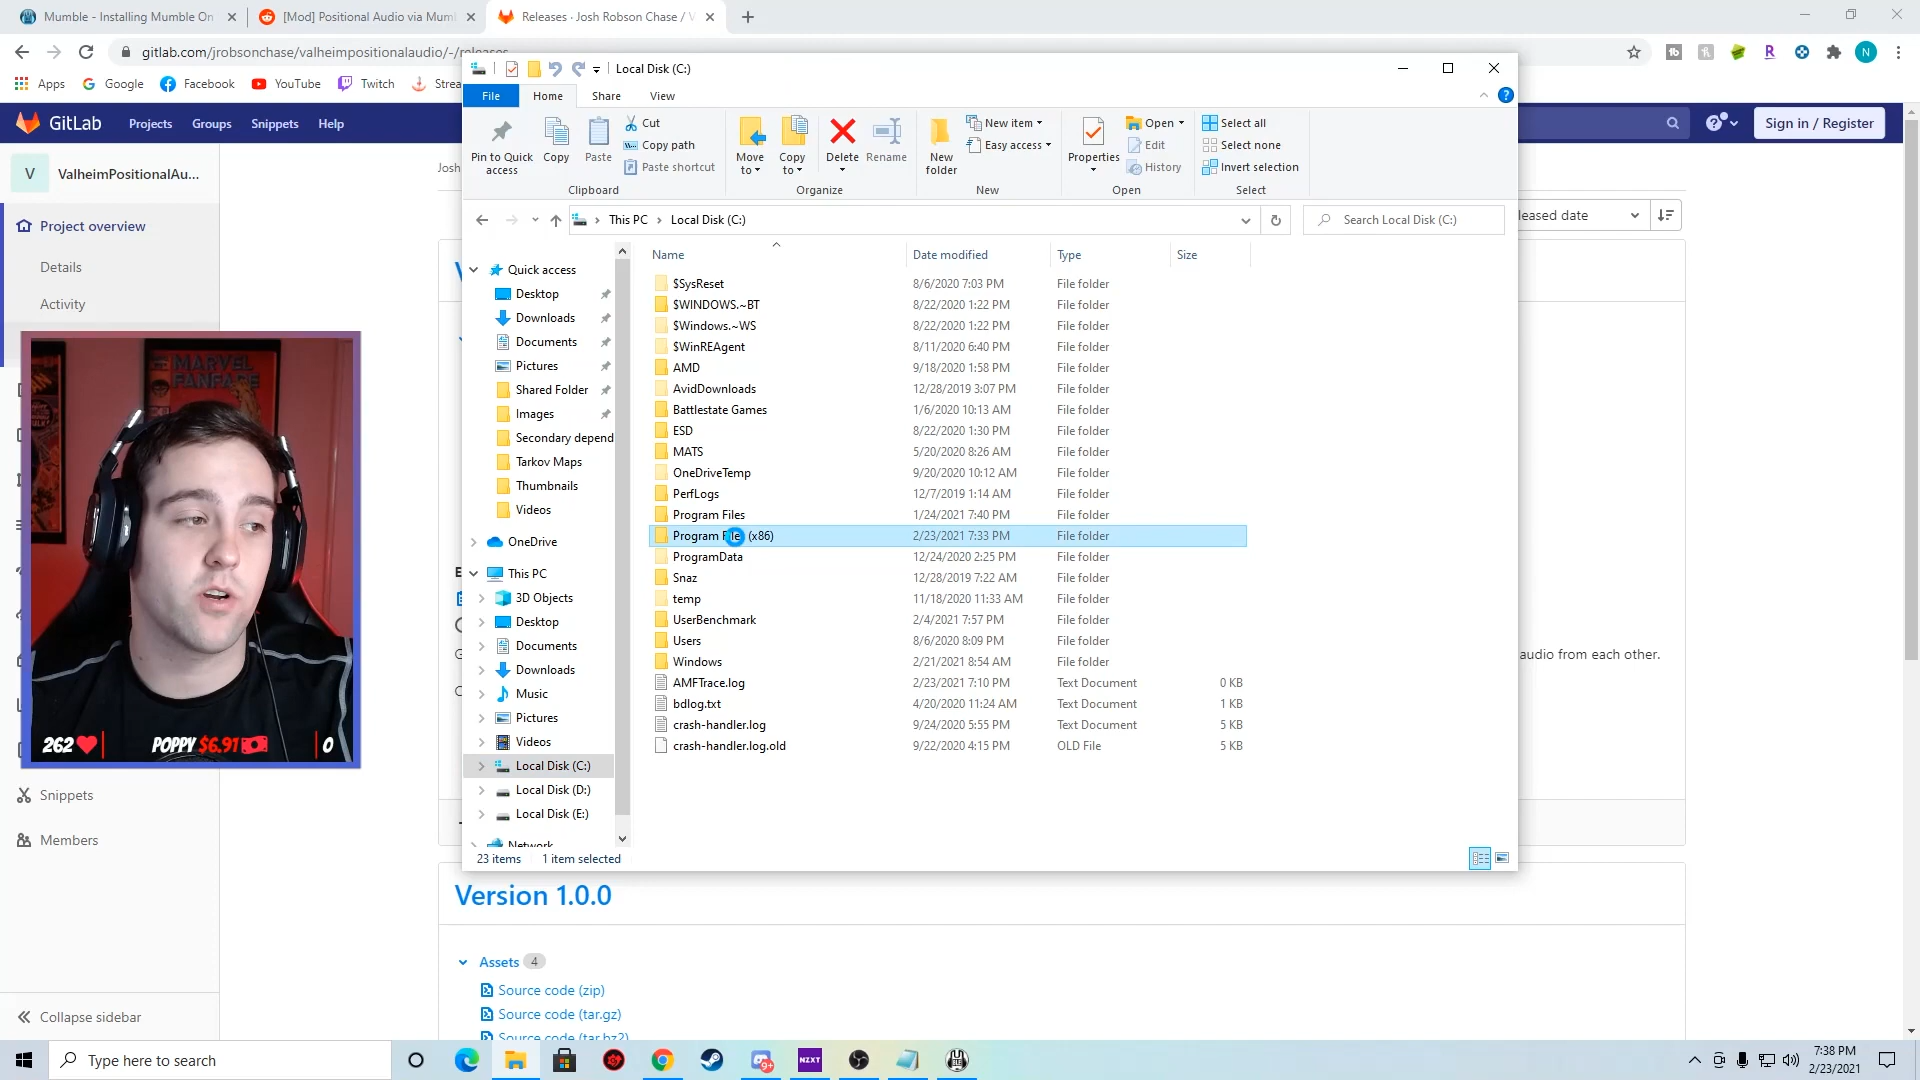 Mumble - Installing Mumble On
[Mod] Positional Audio via Mum
Releases · Josh Robson Chase / V
gitlab.com/jrobsonchase/valheimpositionalaudio/-/releases
Apps
Google
Facebook
YouTube
Twitch
Strea
GitLab
Projects
Groups
Snippets
Help
Sign in / Register
V
ValheimPositionalAu...
Josh
Project overview
Details
Activity
Snippets
Members
Collapse sidebar
Local Disk (C:)
File
Home
Share
View
Pin to Quick access
Copy
Paste
Cut
Copy path
Paste shortcut
Clipboard
Move to
Copy to
Delete
Rename
Organize
New folder
New item
Easy access
New
Properties
Open
Edit
History
Open
Select all
Select none
Invert selection
Select
This PC > Local Disk (C:)
Search Local Disk (C:)
eased date
Name Date modified Type Size
$SysReset 8/6/2020 7:03 PM File folder
$WINDOWS.~BT 8/22/2020 1:22 PM File folder
$Windows.~WS 8/22/2020 1:22 PM File folder
$WinREAgent 8/11/2020 6:40 PM File folder
AMD 9/18/2020 1:58 PM File folder
AvidDownloads 12/28/2019 3:07 PM File folder
Battlestate Games 1/6/2020 10:13 AM File folder
ESD 8/22/2020 1:30 PM File folder
MATS 5/20/2020 8:26 AM File folder
OneDriveTemp 9/20/2020 10:12 AM File folder
PerfLogs 12/7/2019 1:14 AM File folder
Program Files 1/24/2021 7:40 PM File folder
Program Files (x86) 2/23/2021 7:33 PM File folder
ProgramData 12/24/2020 2:25 PM File folder
Snaz 12/28/2019 7:22 AM File folder
temp 11/18/2020 11:33 AM File folder
UserBenchmark 2/4/2021 7:57 PM File folder
Users 8/6/2020 8:09 PM File folder
Windows 2/21/2021 8:54 AM File folder
AMFTrace.log 2/23/2021 7:10 PM Text Document 0 KB
bdlog.txt 4/20/2020 11:24 AM Text Document 1 KB
crash-handler.log 9/24/2020 5:55 PM Text Document 5 KB
crash-handler.log.old 9/22/2020 4:15 PM OLD File 5 KB
Quick access
Desktop
Downloads
Documents
Pictures
Shared Folder
Images
Secondary depend
Tarkov Maps
Thumbnails
Videos
OneDrive
This PC
3D Objects
Desktop
Documents
Downloads
Music
Pictures
Videos
Local Disk (C:)
Local Disk (D:)
Local Disk (E:)
Network
23 items 1 item selected
audio from each other.
MARVEL
FANFARE
262
POPPY $6.91
0
Version 1.0.0
Assets 4
Source code (zip)
Source code (tar.gz)
Source code (tar.bz2)
Type here to search
NZXT
9+
7:38 PM
2/23/2021